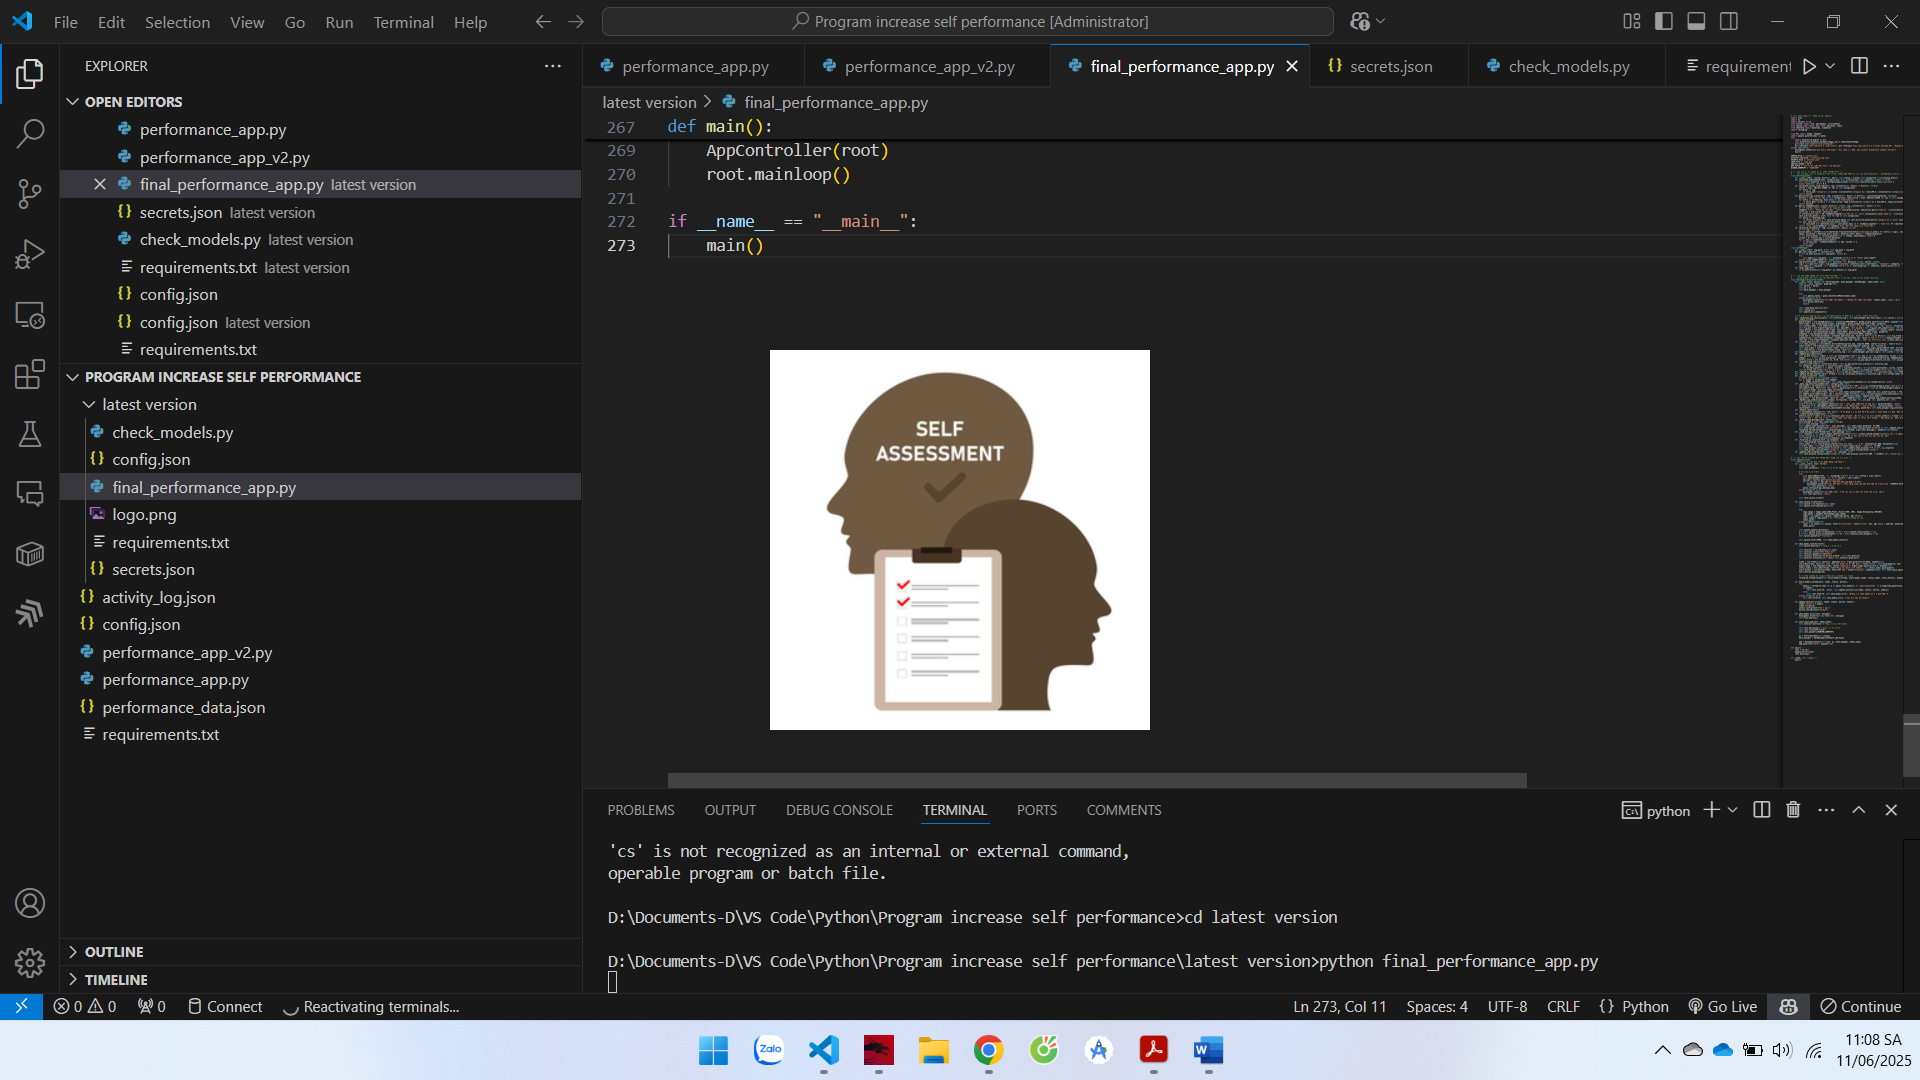 File Edit Selection View Go Run Terminal Help
Program increase self performance [Administrator]
EXPLORER
OPEN EDITORS
performance_app.py
performance_app_v2.py
final_performance_app.py latest version
secrets.json latest version
check_models.py latest version
requirements.txt latest version
config.json
config.json latest version
requirements.txt
PROGRAM INCREASE SELF PERFORMANCE
latest version
check_models.py
config.json
final_performance_app.py
logo.png
requirements.txt
secrets.json
activity_log.json
config.json
performance_app_v2.py
performance_app.py
performance_data.json
requirements.txt
OUTLINE
TIMELINE
performance_app.py performance_app_v2.py final_performance_app.py secrets.json check_models.py requirement
latest version > final_performance_app.py
267 def main():
269 AppController(root)
270 root.mainloop()
271
272 if __name__ == "__main__":
273 main()
SELF
ASSESSMENT
PROBLEMS OUTPUT DEBUG CONSOLE TERMINAL PORTS COMMENTS
python
'cs' is not recognized as an internal or external command,
operable program or batch file.
D:\Documents-D\VS Code\Python\Program increase self performance>cd latest version
D:\Documents-D\VS Code\Python\Program increase self performance\latest version>python final_performance_app.py
0 0 0 Connect Reactivating terminals...
Ln 273, Col 11 Spaces: 4 UTF-8 CRLF {} Python Go Live Continue
Zalo
11:08 SA
11/06/2025